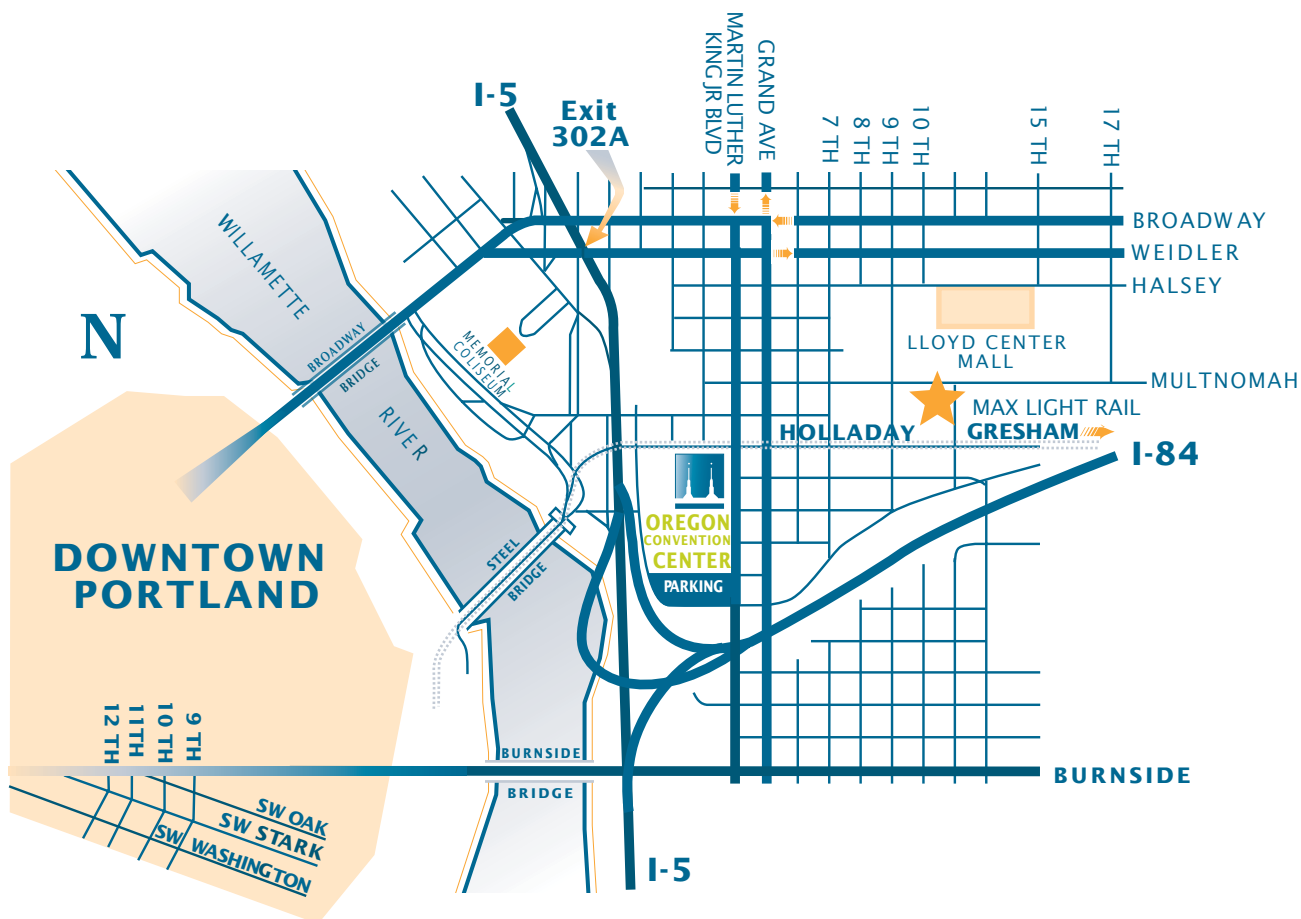 I-5
Exit
302A
MARTIN LUTHER
KING JR BLVD
GRAND AVE
7 TH
8 TH
9 TH
10 TH
15 TH
17 TH
BROADWAY
WEIDLER
HALSEY
WILLAMETTE
RIVER
N
BROADWAY
BRIDGE
MEMORIAL
COLISEUM
LLOYD CENTER
MALL
MULTNOMAH
MAX LIGHT RAIL
HOLLADAY
GRESHAM
I-84
OREGON
CONVENTION
CENTER
PARKING
STEEL
BRIDGE
DOWNTOWN
PORTLAND
12 TH
11TH
10 TH
9 TH
BURNSIDE
BRIDGE
BURNSIDE
SW OAK
SW STARK
SW WASHINGTON
I-5